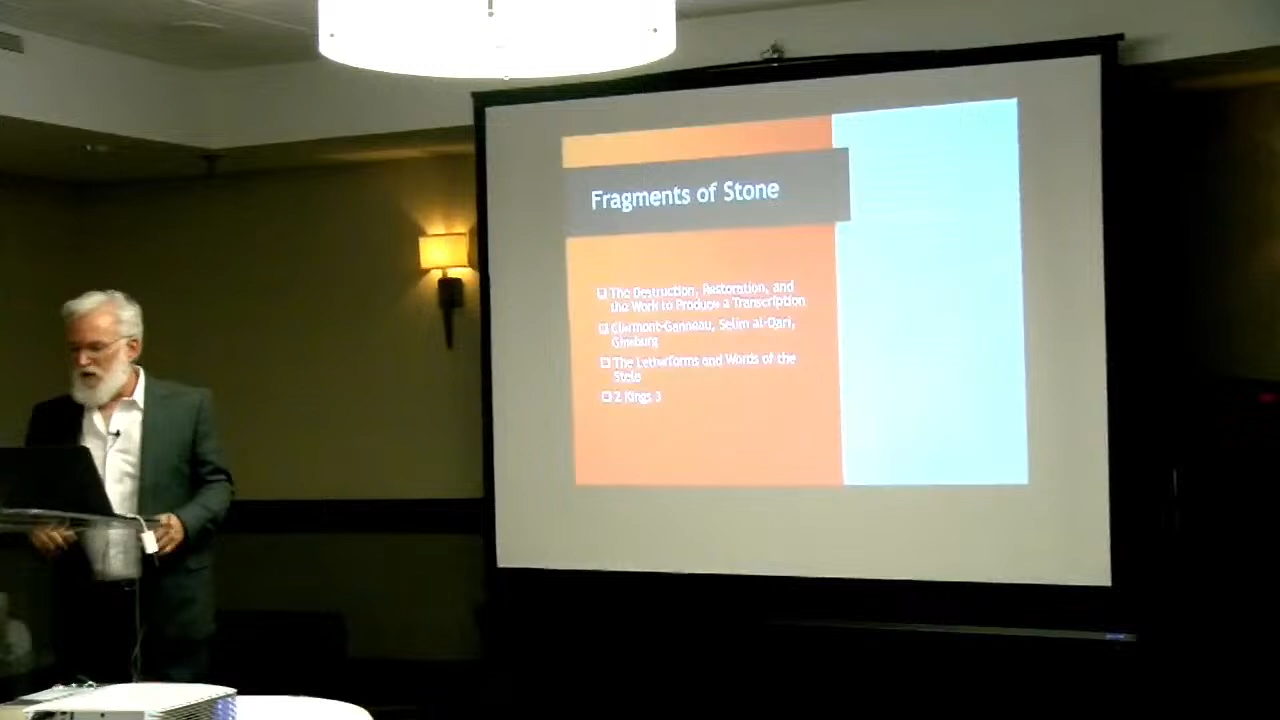 Fragments of Stone
The Destruction, Restoration, and
the Work to Produce a Transcription
Clermont-Ganneau, Selim al-Qari,
Ginsburg
The Letterforms and Words of the
Stele
2 Kings 3